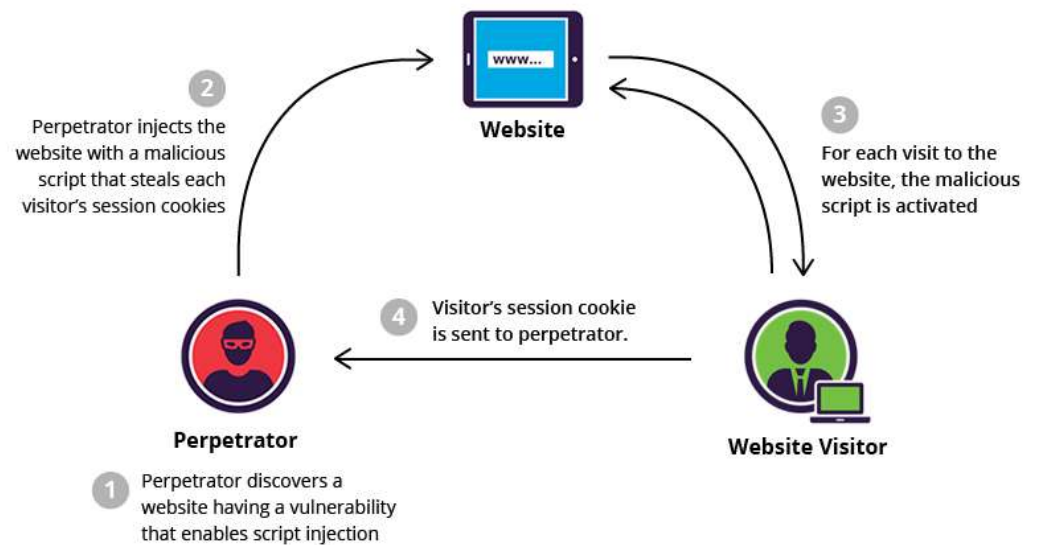 www...
Website
2
Perpetrator injects the
website with a malicious
script that steals each
visitor's session cookies
3
For each visit to the
website, the malicious
script is activated
4
Visitor's session cookie
is sent to perpetrator.
Perpetrator
Website Visitor
1
Perpetrator discovers a
website having a vulnerability
that enables script injection